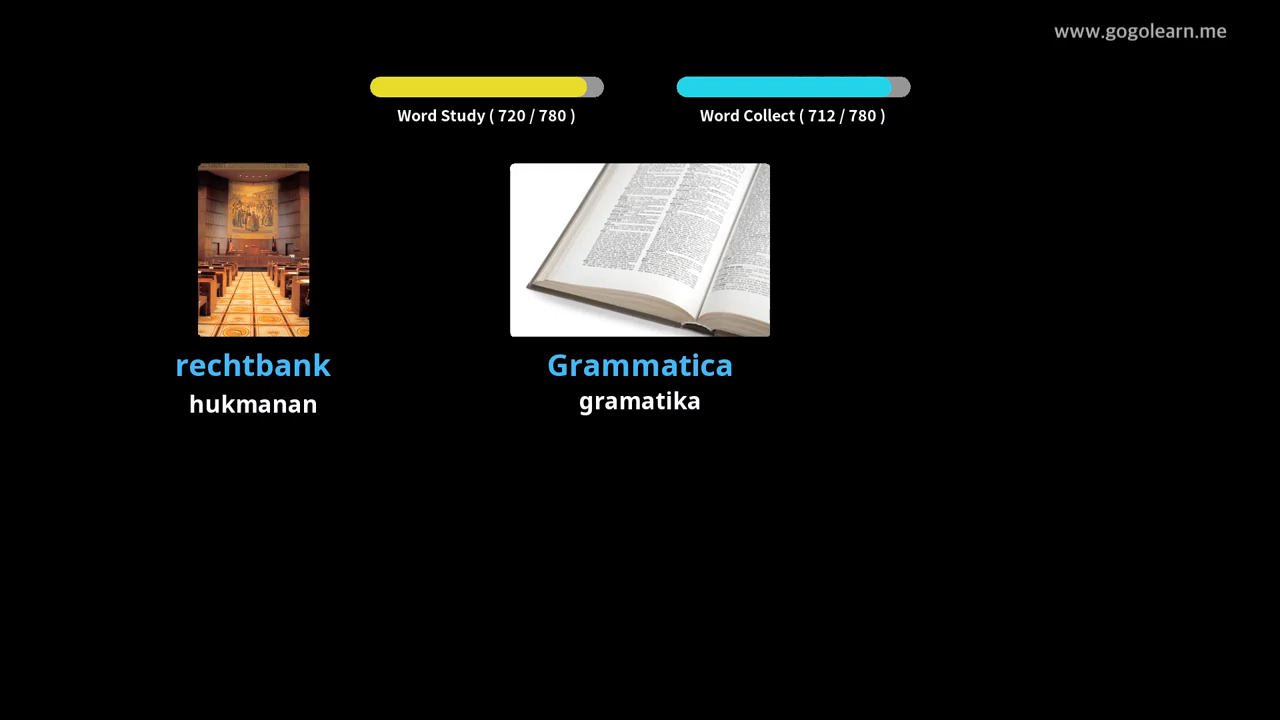 www.gogolearn.me
Word Study ( 720 / 780 )
Word Collect ( 712 / 780 )
rechtbank
hukmanan
Grammatica
gramatika